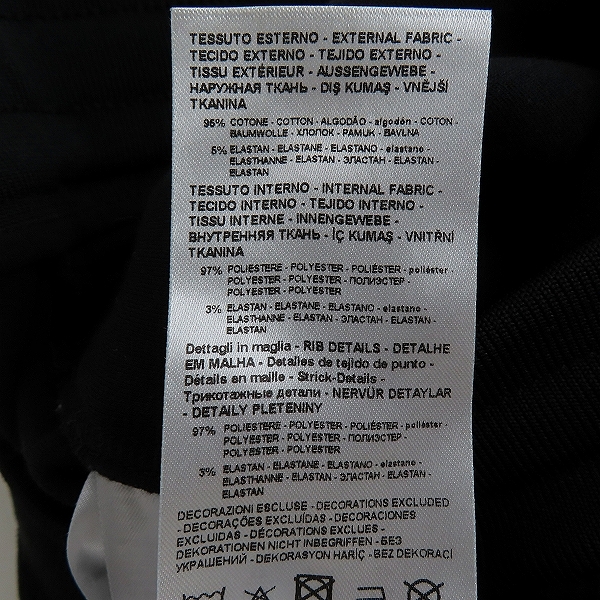 TESSUTO ESTERNO - EXTERNAL FABRIC -
TECIDO EXTERNO - TEJIDO EXTERNO -
TISSU EXTÉRIEUR - AUSSENGEWEBE -
НАРУЖНАЯ ТКАНЬ - DIŞ KUMAŞ - VNĚJŠÍ
TKANINA
95% COTONE - COTTON - ALGODÃO - algodón - COTON -
BAUMWOLLE - ХЛОПОК - PAMUK - BAVLNA
5% ELASTAN - ELASTANE - ELASTANO - elastano -
ELASTHANNE - ELASTAN - ЭЛАСТАН - ELASTAN -
ELASTAN
TESSUTO INTERNO - INTERNAL FABRIC -
TECIDO INTERNO - TEJIDO INTERNO -
TISSU INTERNE - INNENGEWEBE -
ВНУТРЕННЯЯ ТКАНЬ - İÇ KUMAŞ - VNITŘNÍ
TKANINA
97% POLIESTERE - POLYESTER - POLIÉSTER - poliéster -
POLYESTER - POLYESTER - ПОЛИЭСТЕР -
POLYESTER - POLYESTER
3% ELASTAN - ELASTANE - ELASTANO - elastano -
ELASTHANNE - ELASTAN - ЭЛАСТАН - ELASTAN -
ELASTAN
Dettagli in maglia - RIB DETAILS - DETALHE
EM MALHA - Detalles de tejido de punto -
Détails en maille - Strick-Details -
Трикотажные детали - NERVÜR DETAYLAR
- DETAILY PLETENINY
97% POLIESTERE - POLYESTER - POLIÉSTER - poliéster -
POLYESTER - POLYESTER - ПОЛИЭСТЕР -
POLYESTER - POLYESTER
3% ELASTAN - ELASTANE - ELASTANO - elastano -
ELASTHANNE - ELASTAN - ЭЛАСТАН - ELASTAN -
ELASTAN
DECORAZIONI ESCLUSE - DECORATIONS EXCLUDED
- DECORAÇÕES EXCLUÍDAS - DECORACIONES
EXCLUIDAS - DÉCORATIONS EXCLUES -
DEKORATIONEN NICHT INBEGRIFFEN - БЕЗ
УКРАШЕНИЙ - DEKORASYON HARİÇ - BEZ DEKORACÍ